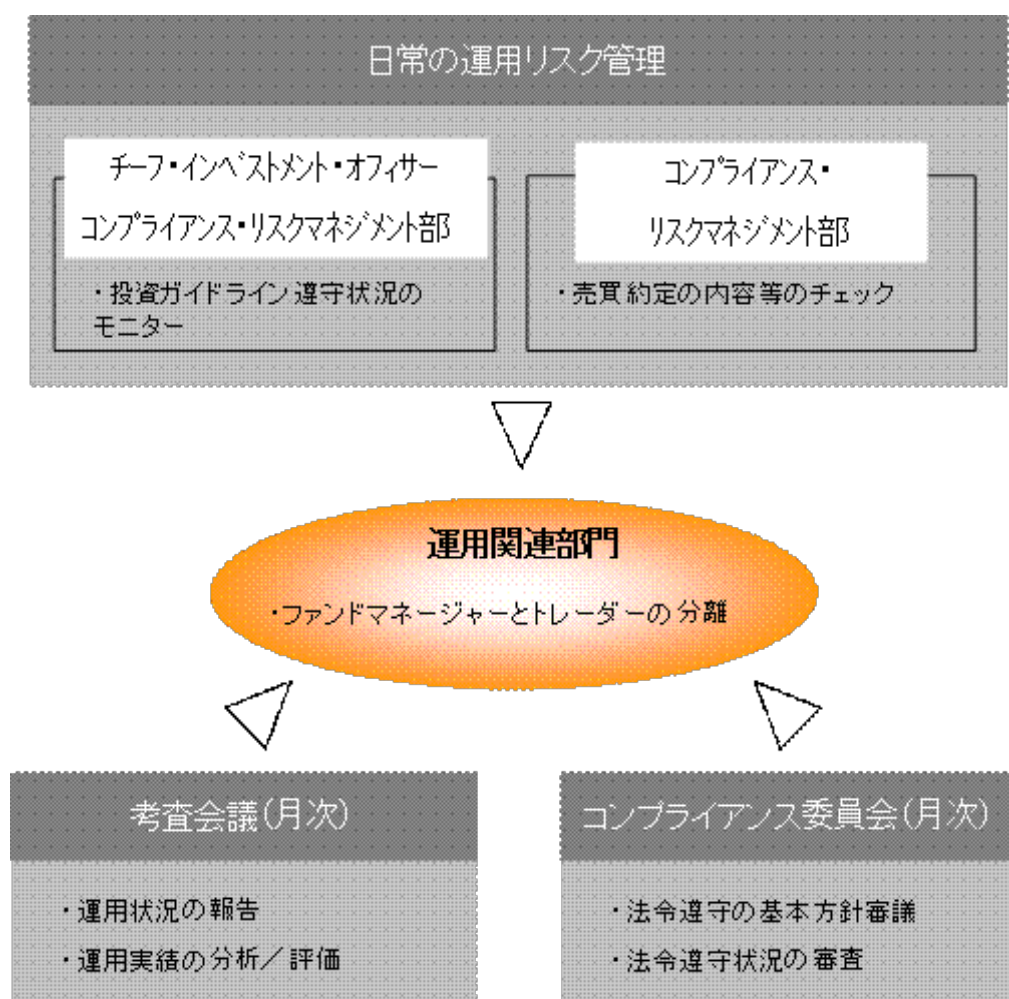 日常の運用リスク管理
チーフ・インベストメント・オフィサー
コンプライアンス・リスクマネジメント部
・投資ガイドライン遵守状況の
モニター
コンプライアンス・
リスクマネジメント部
・売買約定の内容等のチェック
運用関連部門
・ファンドマネージャーとトレーダーの分離
考査会議(月次)
・運用状況の報告
・運用実績の分析／評価
コンプライアンス委員会(月次)
・法令遵守の基本方針審議
・法令遵守状況の審査